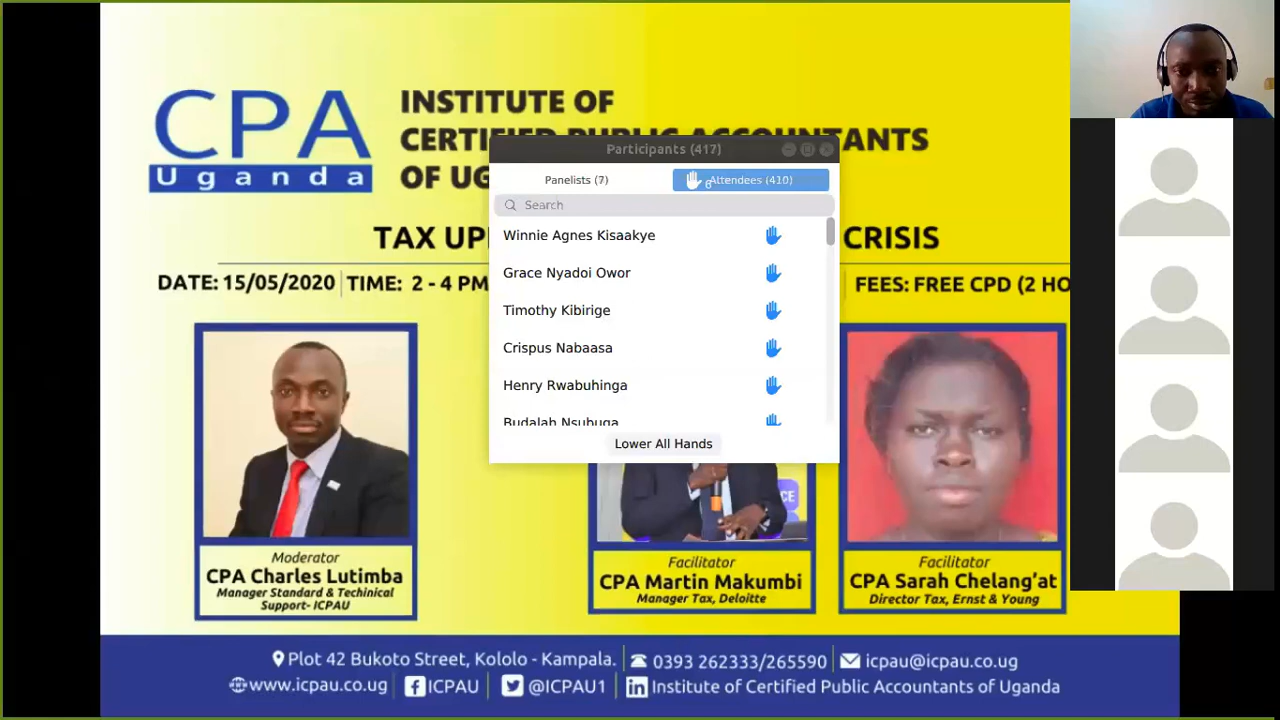 CPA
Uganda
INSTITUTE OF
CERTIFIED PUBLIC ACCOUNTANTS
OF UG
TAX UP CRISIS
DATE: 15/05/2020 TIME: 2 - 4 PM FEES: FREE CPD (2 HO
Participants (417)
Panelists (7)
6 Attendees (410)
Search
Winnie Agnes Kisaakye
Grace Nyadoi Owor
Timothy Kibirige
Crispus Nabaasa
Henry Rwabuhinga
Budalah Nsubuga
Lower All Hands
Moderator
CPA Charles Lutimba
Manager Standard & Techinical
Support- ICPAU
Facilitator
CPA Martin Makumbi
Manager Tax, Deloitte
Facilitator
CPA Sarah Chelang'at
Director Tax, Ernst & Young
Plot 42 Bukoto Street, Kololo - Kampala. 0393 262333/265590 icpau@icpau.co.ug
www.icpau.co.ug ICPAU @ICPAU1 Institute of Certified Public Accountants of Uganda